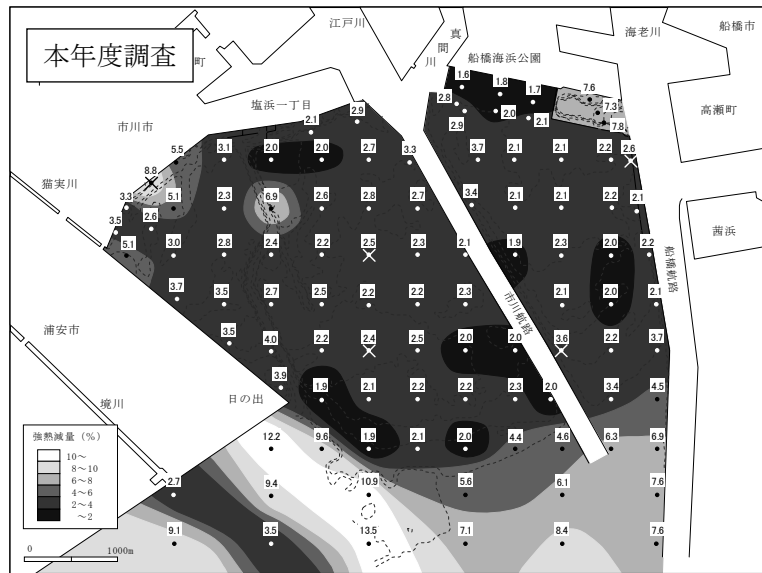 本年度調査
町
江戸川
真間川
船橋海浜公園
海老川
船橋市
高瀬町
塩浜一丁目
市川市
猫実川
茜浜
船橋航路
市川航路
浦安市
境川
日の出
1.6 1.8 1.7 7.6
2.8 7.3
2.9 2.0 2.1 7.8
2.1 2.9
5.5 3.1 2.0 2.0 2.7 3.3 3.7 2.1 2.1 2.2 2.6
8.8
3.3 5.1 2.3 6.9 2.6 2.8 2.7 3.4 2.1 2.1 2.2 2.1
3.5 2.6
5.1 3.0 2.8 2.4 2.2 2.5 2.3 2.1 1.9 2.3 2.0 2.2
3.7 3.5 2.7 2.5 2.2 2.2 2.3 2.1 2.0 2.1
3.5 4.0 2.2 2.4 2.5 2.0 2.0 3.6 2.2 3.7
3.9 1.9 2.1 2.2 2.2 2.3 2.0 3.4 4.5
12.2 9.6 1.9 2.1 2.0 4.4 4.6 6.3 6.9
2.7 9.4 10.9 5.6 6.1 7.6
9.1 3.5 13.5 7.1 8.4 7.6
強熱減量(%)
10～
8～10
6～8
4～6
2～4
～2
0 1000m